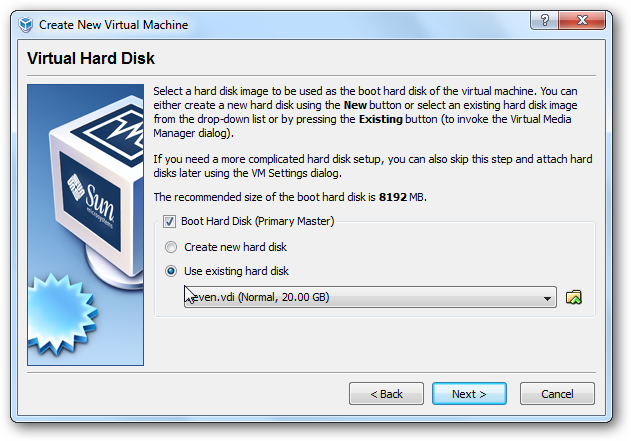 Create New Virtual Machine
Virtual Hard Disk
Select a hard disk image to be used as the boot hard disk of the virtual machine. You can
either create a new hard disk using the New button or select an existing hard disk image
from the drop-down list or by pressing the Existing button (to invoke the Virtual Media
Manager dialog).
If you need a more complicated hard disk setup, you can also skip this step and attach hard
disks later using the VM Settings dialog.
The recommended size of the boot hard disk is 8192 MB.
Boot Hard Disk (Primary Master)
Create new hard disk
Use existing hard disk
(Normal, 20.00 GB)
Sun
microsystems
< Back
Next >
Cancel